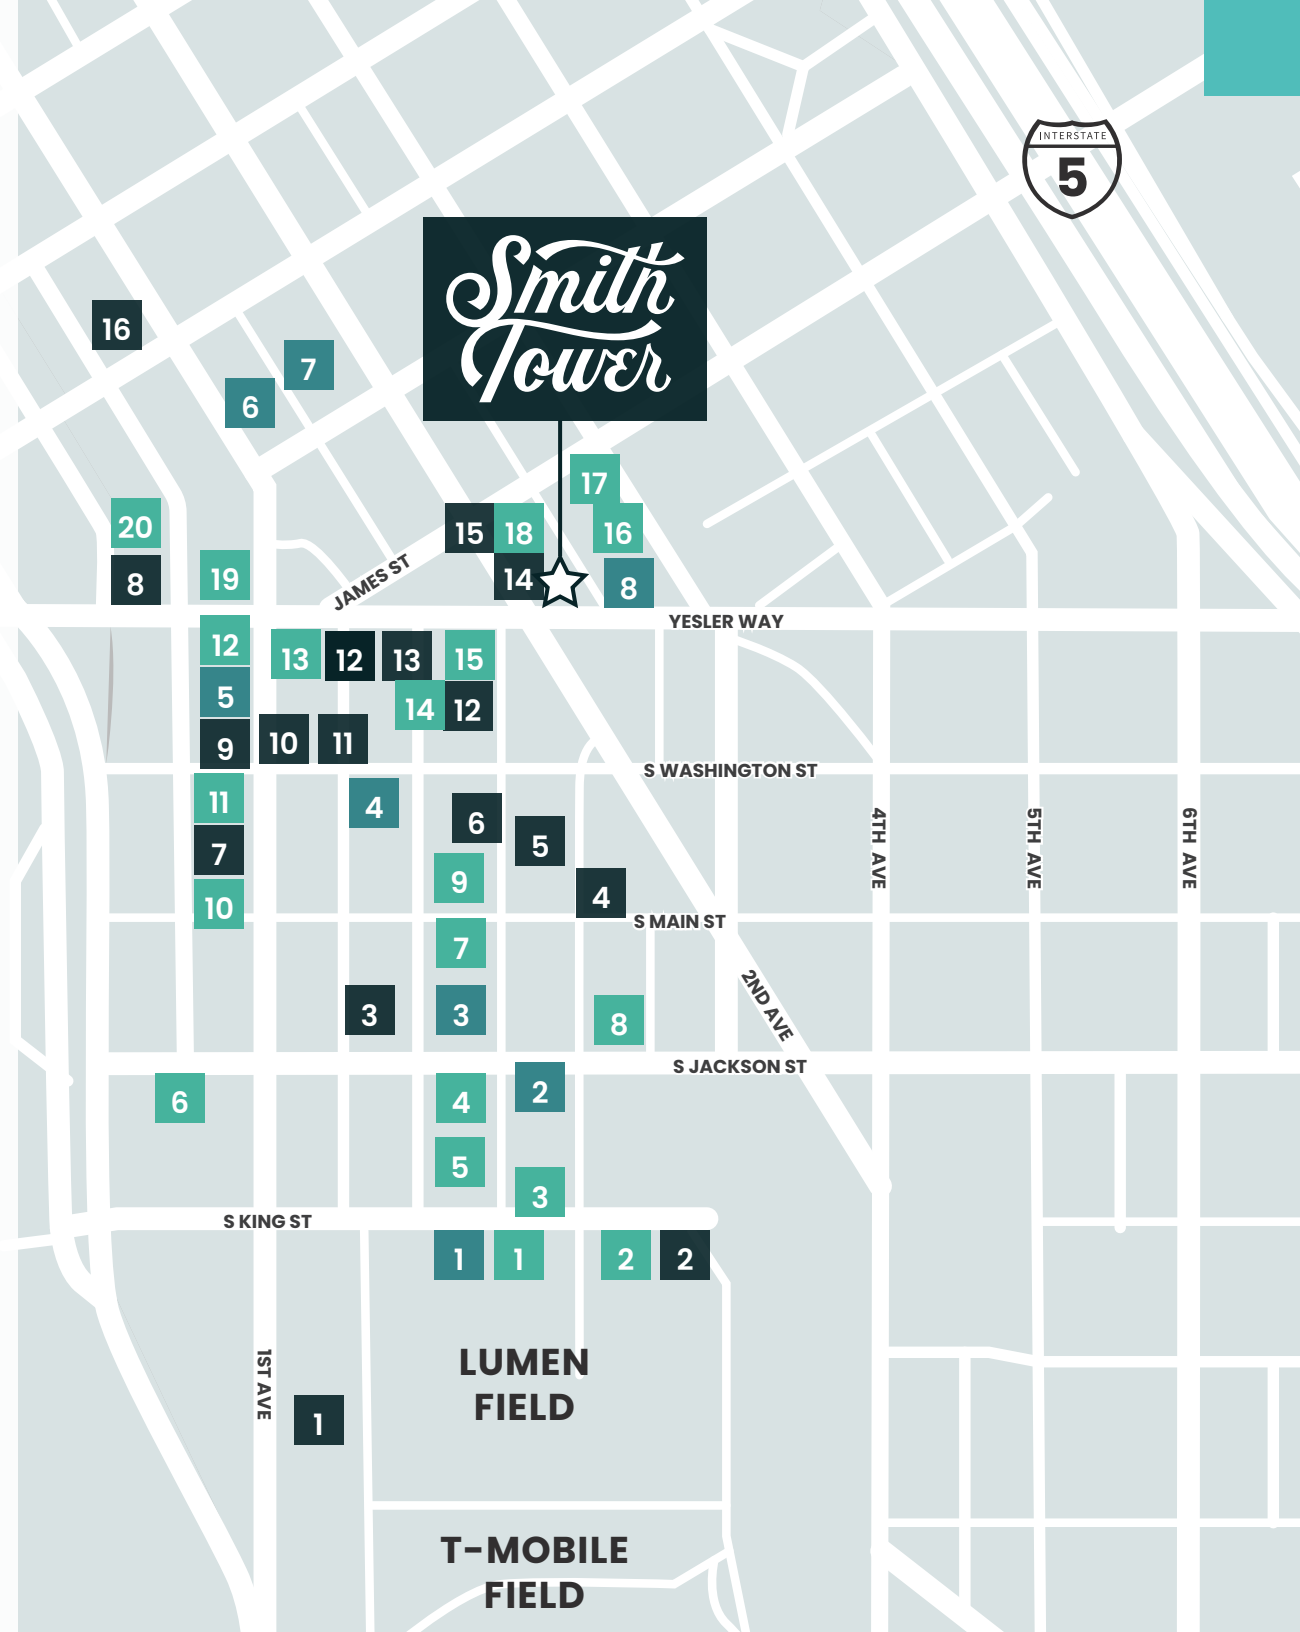 INTERSTATE
5
Smith
Tower
16
7
6
17
20
15
18
16
8
19
14
8
JAMES ST
YESLER WAY
12
13
12
13
15
5
14
12
9
10
11
S WASHINGTON ST
11
4
6
5
7
9
4
10
S MAIN ST
4TH AVE
5TH AVE
6TH AVE
7
3
3
8
2ND AVE
S JACKSON ST
6
4
2
5
3
S KING ST
1
1
2
2
1ST AVE
LUMEN
FIELD
1
T-MOBILE
FIELD